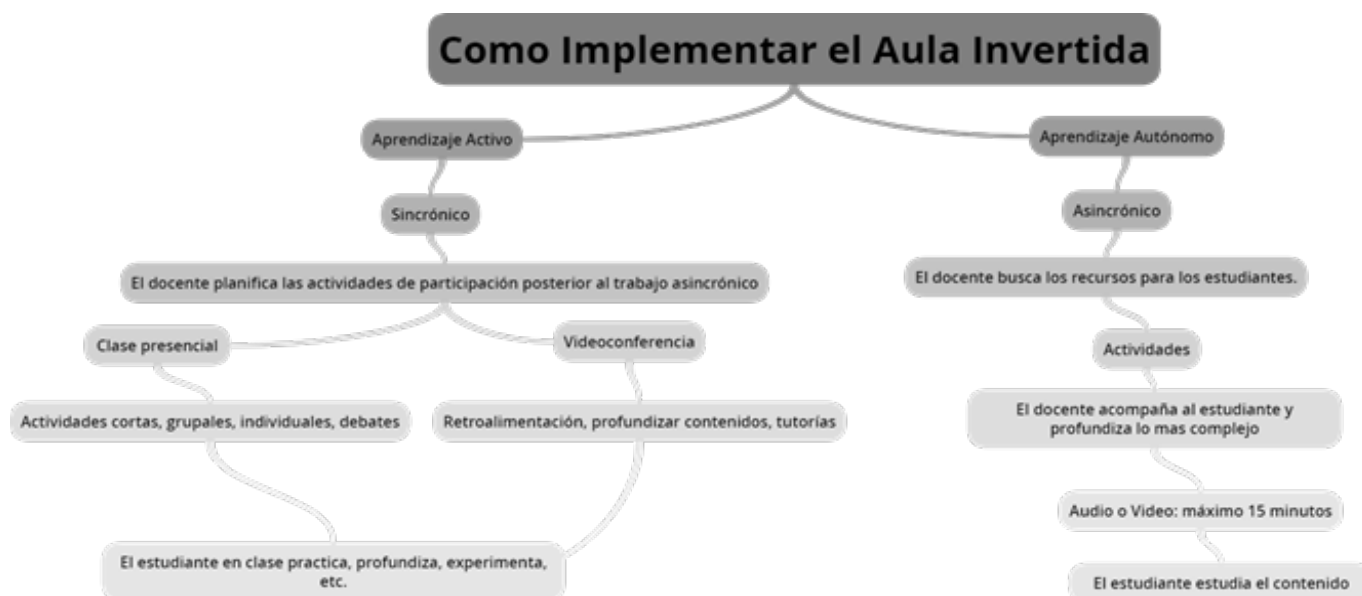 Como Implementar el Aula Invertida
Aprendizaje Activo
Aprendizaje Autónomo
Sincrónico
Asincrónico
El docente planifica las actividades de participación posterior al trabajo asincrónico
El docente busca los recursos para los estudiantes.
Clase presencial
Videoconferencia
Actividades
Actividades cortas, grupales, individuales, debates
Retroalimentación, profundizar contenidos, tutorías
El docente acompaña al estudiante y
profundiza lo mas complejo
Audio o Video: máximo 15 minutos
El estudiante en clase practica, profundiza, experimenta,
etc.
El estudiante estudia el contenido